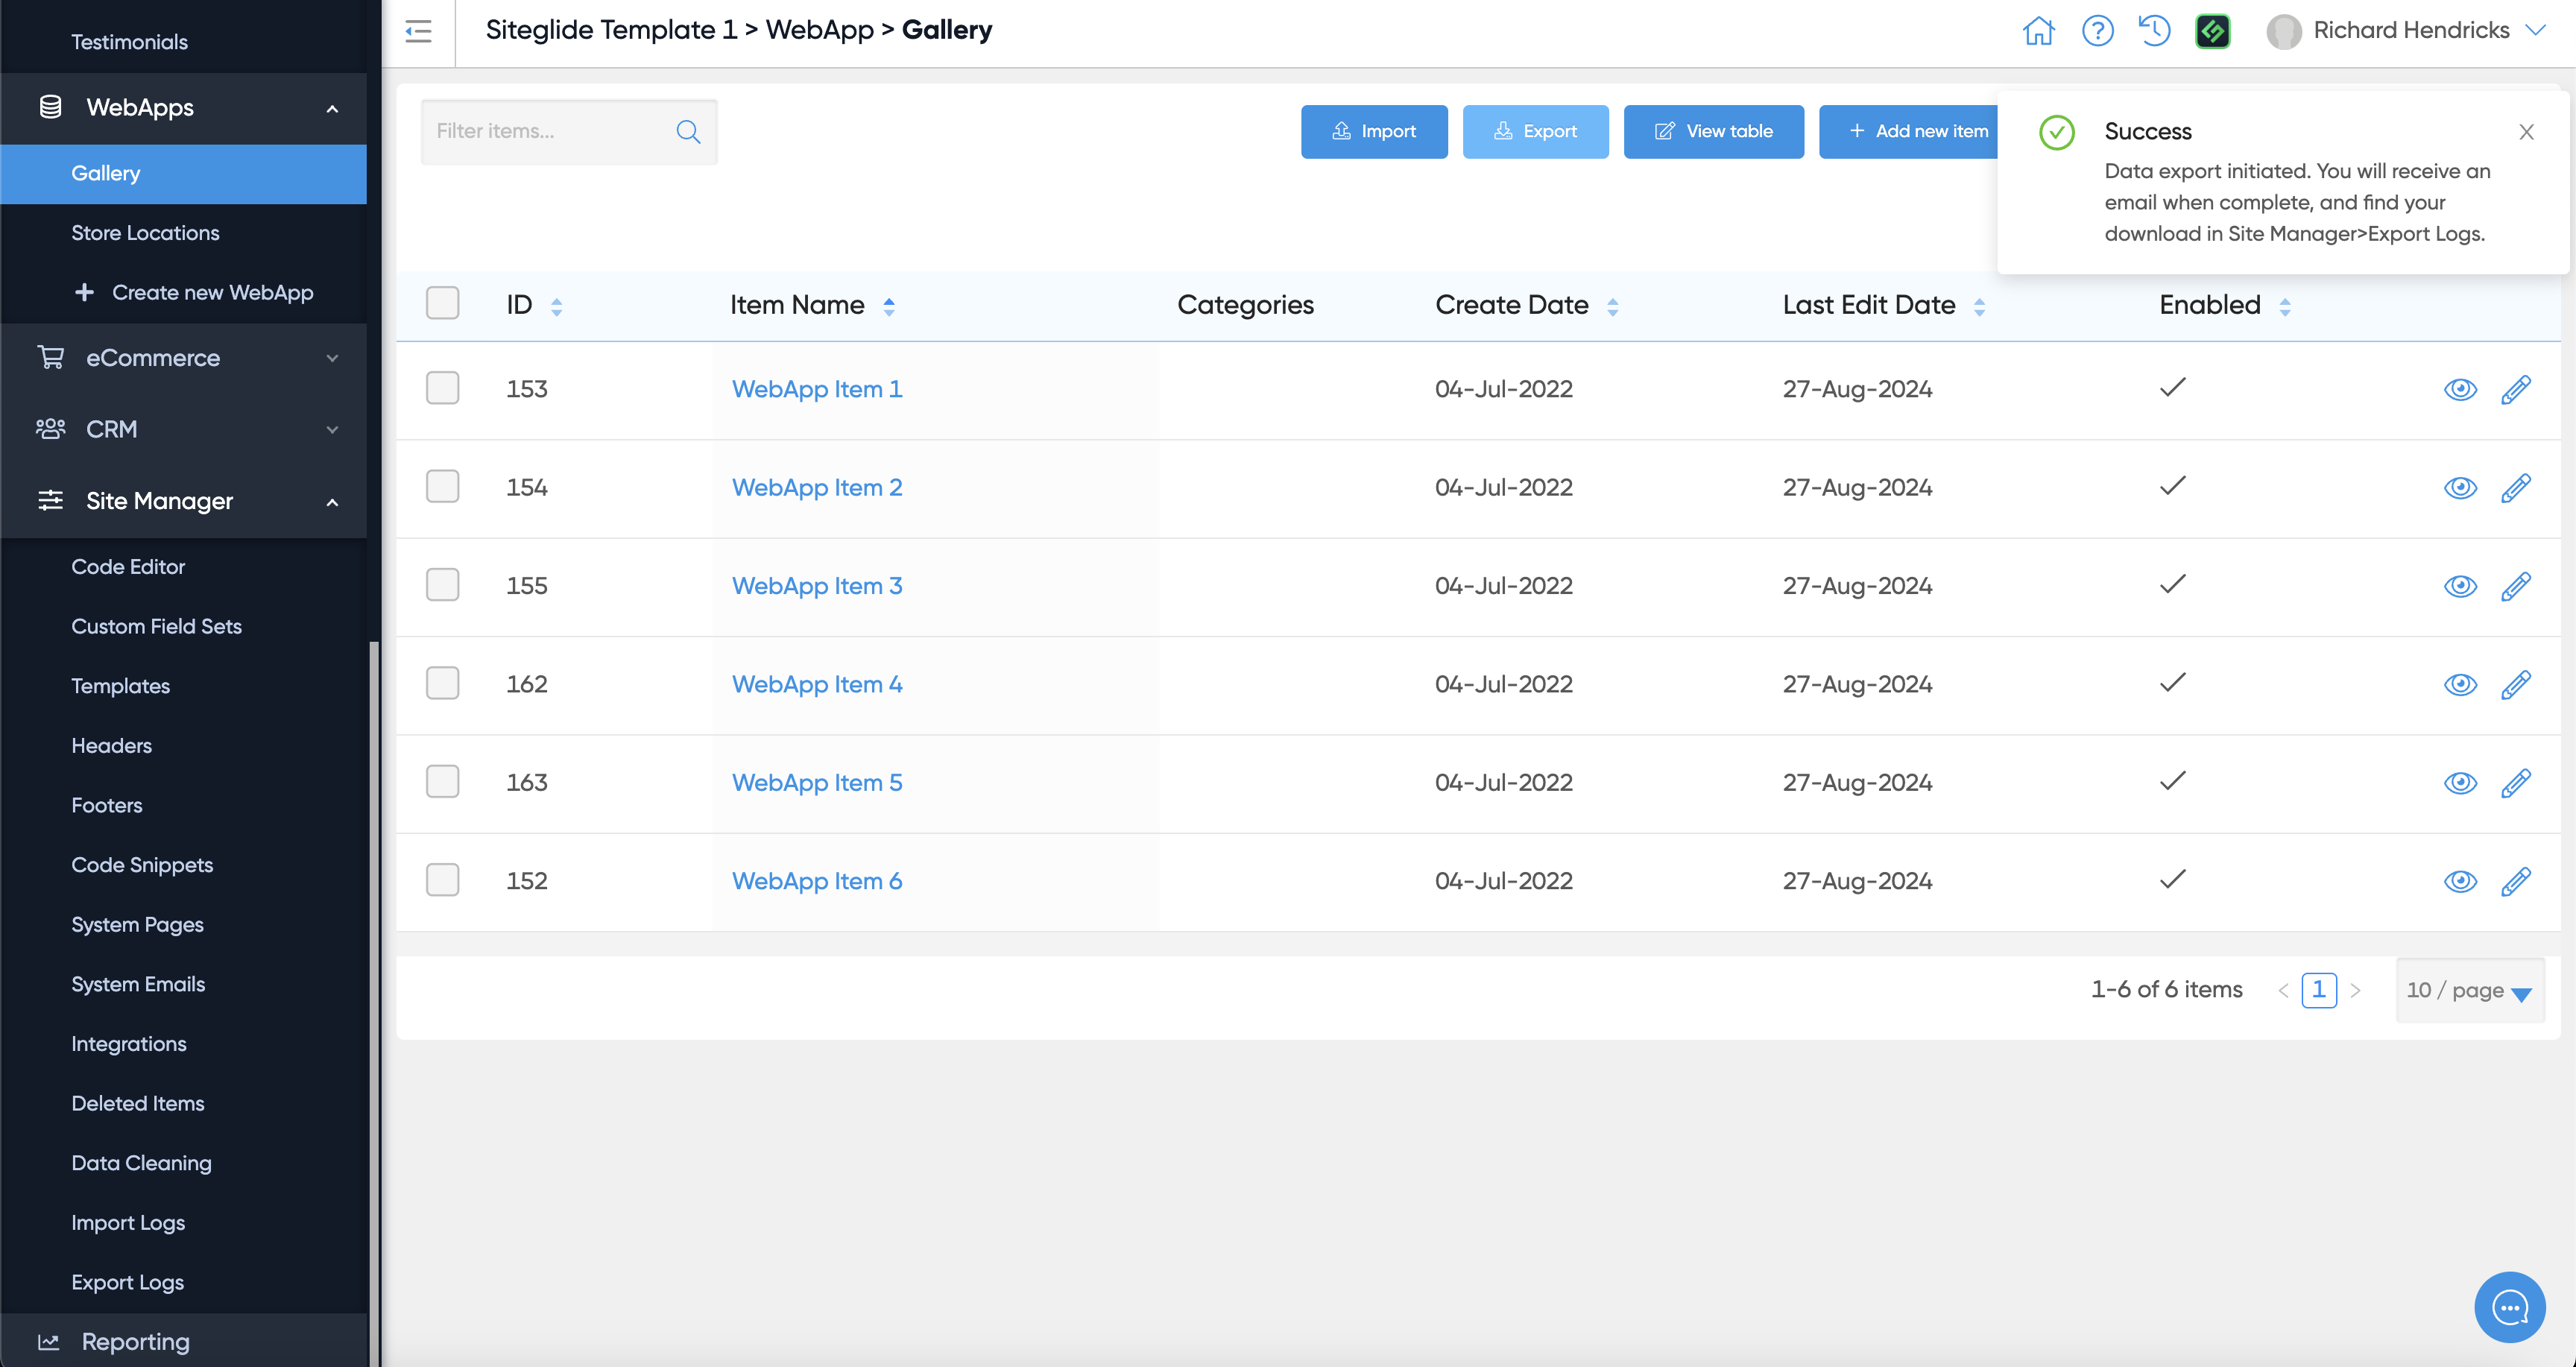 Testimonials
WebApps
Gallery
Store Locations
Create new WebApp
eCommerce
CRM
Site Manager
Code Editor
Custom Field Sets
Templates
Headers
Footers
Code Snippets
System Pages
System Emails
Integrations
Deleted Items
Data Cleaning
Import Logs
Export Logs
Reporting
Siteglide Template 1 > WebApp > Gallery
Richard Hendricks
Filter items...
Import
Export
View table
Add new item
Success
Data export initiated. You will receive an
email when complete, and find your
download in Site Manager>Export Logs.
ID Item Name Categories Create Date Last Edit Date Enabled
153 WebApp Item 1 04-Jul-2022 27-Aug-2024
154 WebApp Item 2 04-Jul-2022 27-Aug-2024
155 WebApp Item 3 04-Jul-2022 27-Aug-2024
162 WebApp Item 4 04-Jul-2022 27-Aug-2024
163 WebApp Item 5 04-Jul-2022 27-Aug-2024
152 WebApp Item 6 04-Jul-2022 27-Aug-2024
1-6 of 6 items < 1 > 10 / page